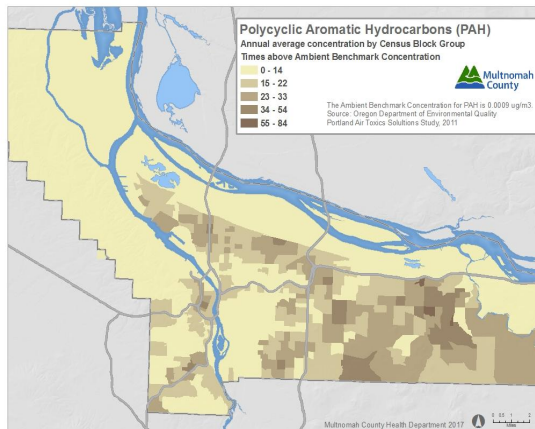 Polycyclic Aromatic Hydrocarbons (PAH)
Annual average concentration by Census Block Group
Times above Ambient Benchmark Concentration
0 - 14
15 - 22
23 - 33
34 - 54
55 - 84
Multnomah
County
The Ambient Benchmark Concentration for PAH is 0.0009 ug/m3.
Source: Oregon Department of Environmental Quality
Portland Air Toxics Solultions Study, 2011
Multnomah County Health Department 2017
0 0.5 1 2
Miles